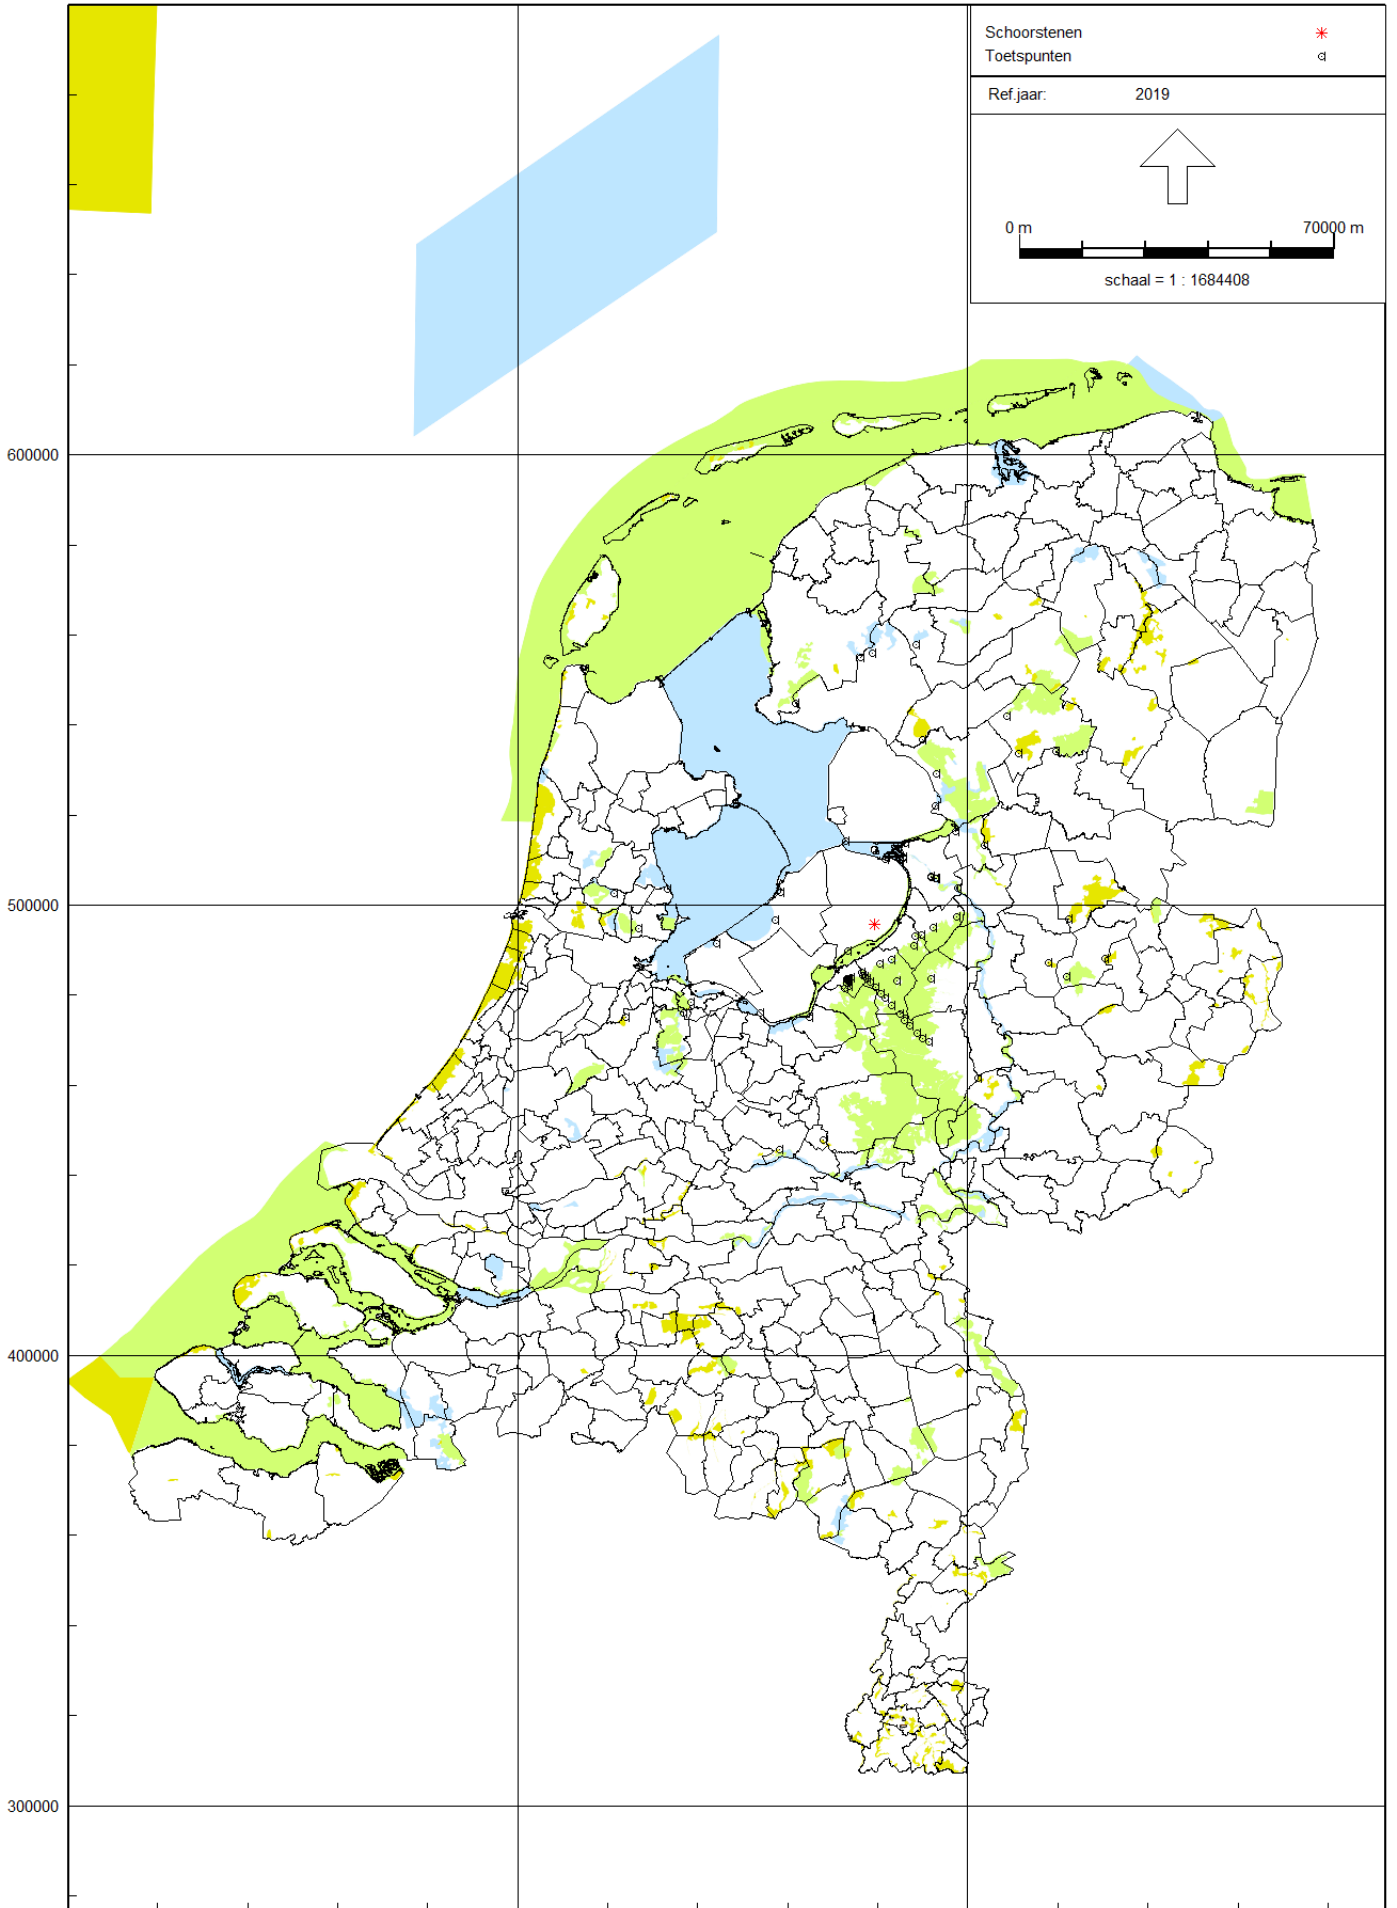 Schoorstenen
Toetspunten
Ref.jaar: 2019
0 m 70000 m
schaal = 1 : 1684408
600000
500000
400000
300000